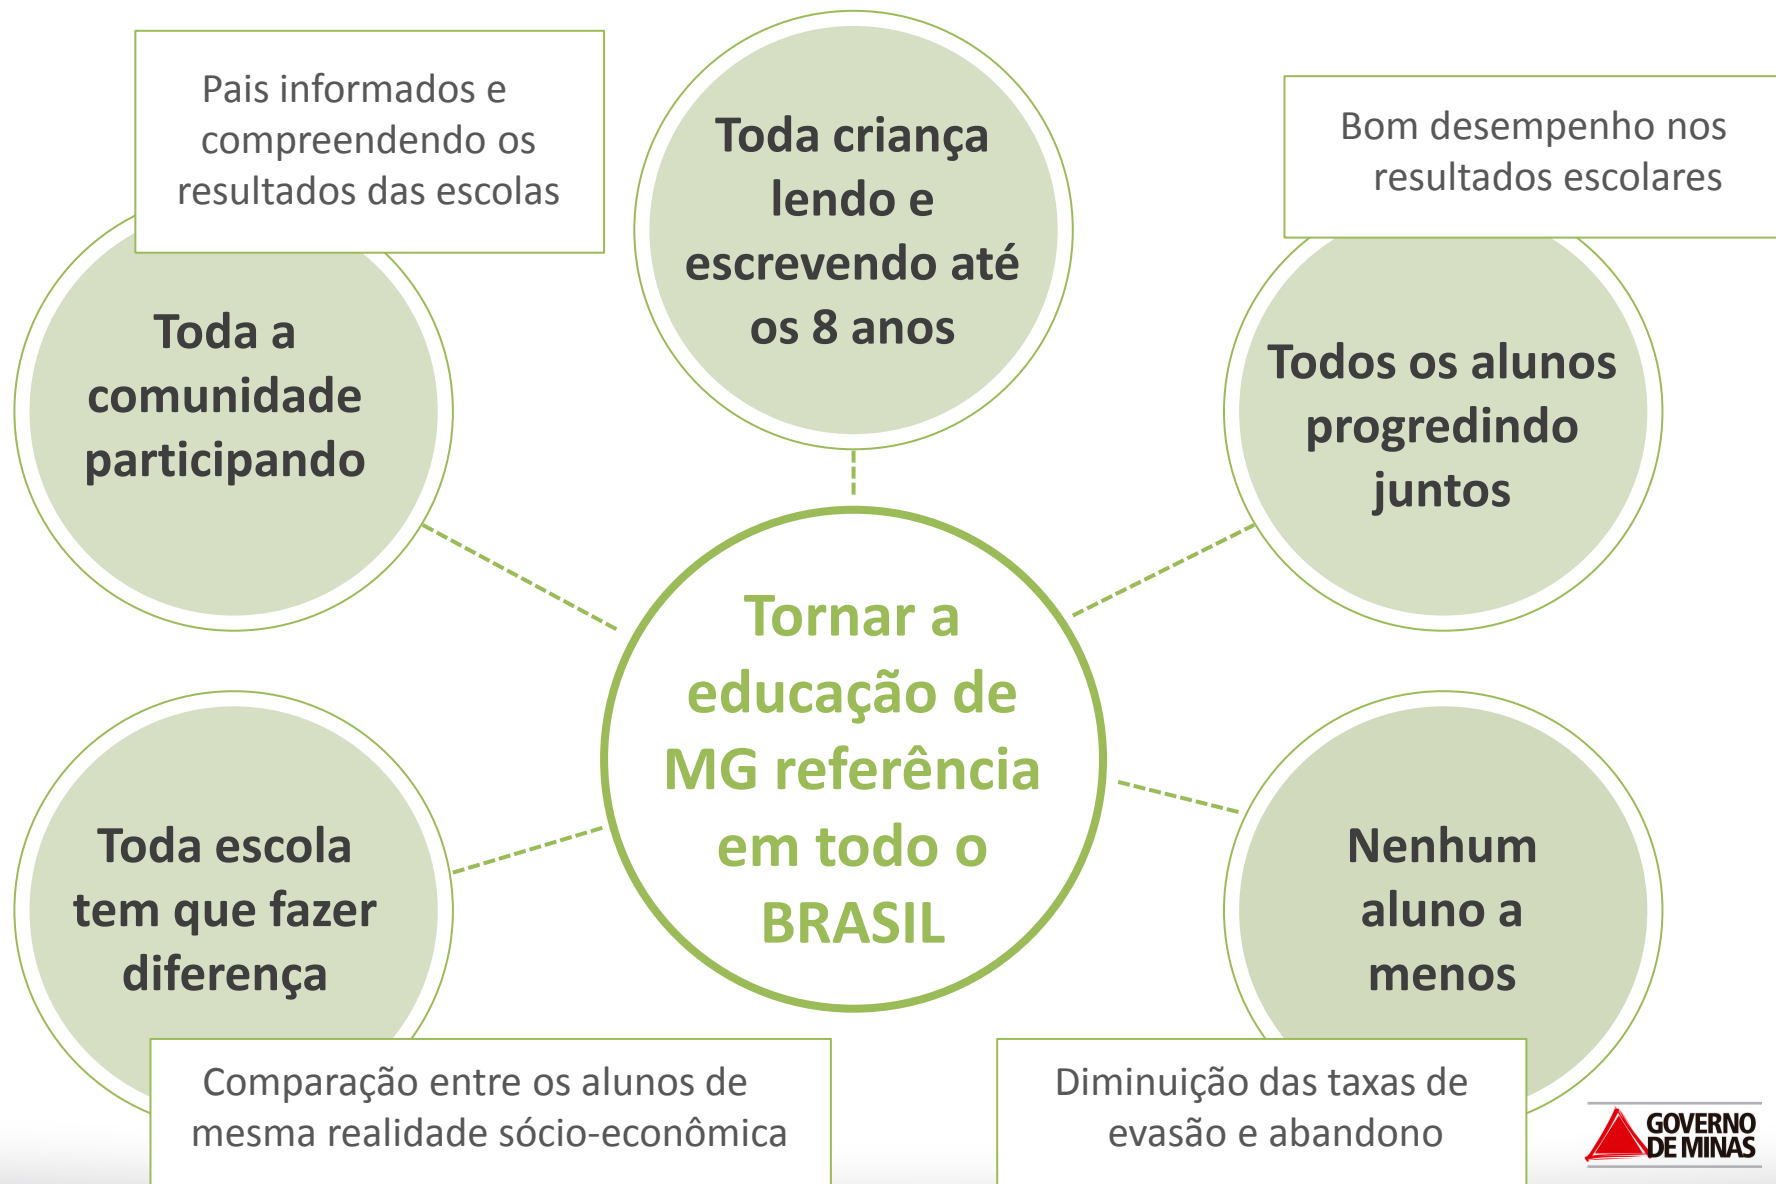 Pais informados e
compreendendo os
resultados das escolas
Toda criança
lendo e
escrevendo até
os 8 anos
Bom desempenho nos
resultados escolares
Toda a
comunidade
participando
Todos os alunos
progredindo
juntos
Tornar a
educação de
MG referência
em todo o
BRASIL
Toda escola
tem que fazer
diferença
Nenhum
aluno a
menos
Comparação entre os alunos de
mesma realidade sócio-econômica
Diminuição das taxas de
evasão e abandono
GOVERNO
DE MINAS